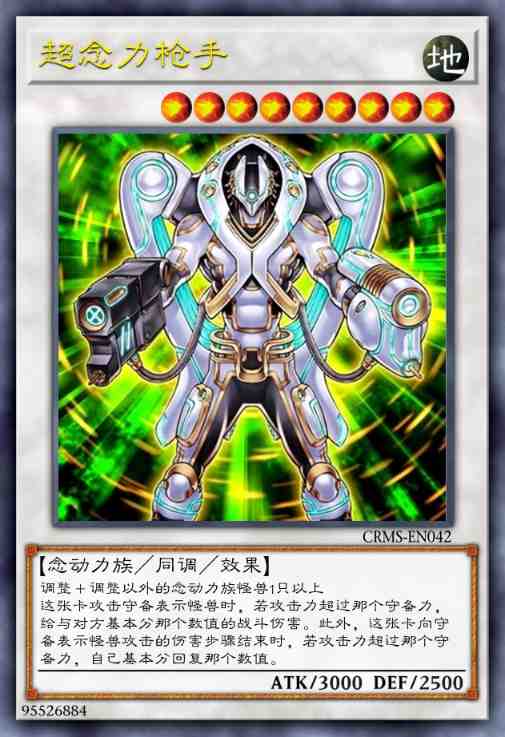 超念力枪手
地
CRMS-EN042
【念动力族／同调／效果】
调整＋调整以外的念动力族怪兽1只以上
这张卡攻击守备表示怪兽时，若攻击力超过那个守备力，
给与对方基本分那个数值的战斗伤害。此外，这张卡向守
备表示怪兽攻击的伤害步骤结束时，若攻击力超过那个守
备力，自己基本分回复那个数值。
ATK/3000 DEF/2500
95526884